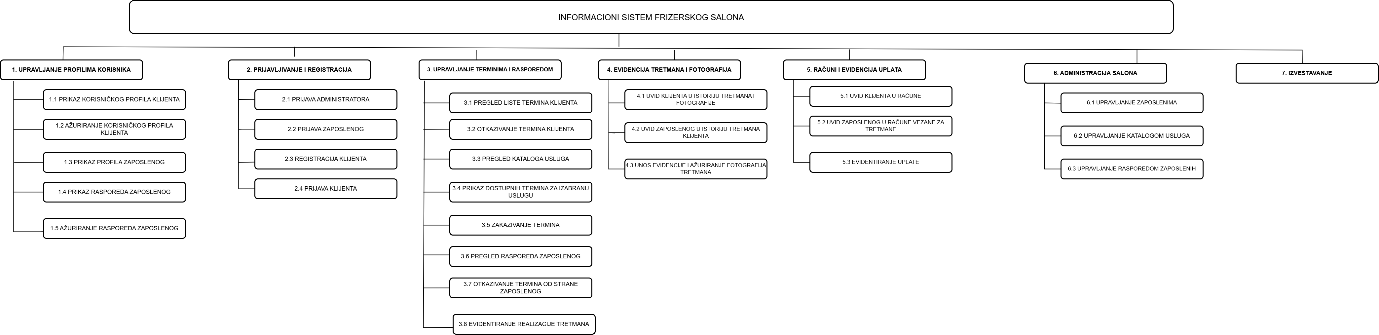 INFORMACIONI SISTEM FRIZERSKOG SALONA
1. UPRAVLJANJE PROFILIMA KORISNIKA
1.1 PRIKAZ KORISNIČKOG PROFILA KLIJENTA
1.2 AŽURIRANJE KORISNIČKOG PROFILA
KLIJENTA
1.3 PRIKAZ PROFILA ZAPOSLENOG
1.4 PRIKAZ RASPOREDA ZAPOSLENOG
1.5 AŽURIRANJE RASPOREDA ZAPOSLENOG
2. PRIJAVLJIVANJE I REGISTRACIJA
2.1 PRIJAVA ADMINISTRATORA
2.2 PRIJAVA ZAPOSLENOG
2.3 REGISTRACIJA KLIJENTA
2.4 PRIJAVA KLIJENTA
3. UPRAVLJANJE TERMINIMA I RASPOREDOM
3.1 PREGLED LISTE TERMINA KLIJENTA
3.2 OTKAZIVANJE TERMINA KLIJENTA
3.3 PREGLED KATALOGA USLUGA
3.4 PRIKAZ DOSTUPNIH TERMINA ZA IZABRANU
USLUGU
3.5 ZAKAZIVANJE TERMINA
3.6 PREGLED RASPOREDA ZAPOSLENOG
3.7 OTKAZIVANJE TERMINA OD STRANE
ZAPOSLENOG
3.8 EVIDENTIRANJE REALIZACIJE TRETMANA
4. EVIDENCIJA TRETMANA I FOTOGRAFIJA
4.1 UVID KLIJENTA U ISTORIJU TRETMANA I
FOTOGRAFIJE
4.2 UVID ZAPOSLENOG U ISTORIJU TRETMANA
KLIJENTA
4.3 UNOS EVIDENCIJE I AŽURIRANJE FOTOGRAFIJA
TRETMANA
5. RAČUNI I EVIDENCIJA UPLATA
5.1 UVID KLIJENTA U RAČUNE
5.2 UVID ZAPOSLENOG U RAČUNE VEZANE ZA
TRETMANE
5.3 EVIDENTIRANJE UPLATE
6. ADMINISTRACIJA SALONA
6.1 UPRAVLJANJE ZAPOSLENIMA
6.2 UPRAVLJANJE KATALOGOM USLUGA
6.3 UPRAVLJANJE RASPOREDOM ZAPOSLENIH
7. IZVESTAVANJE